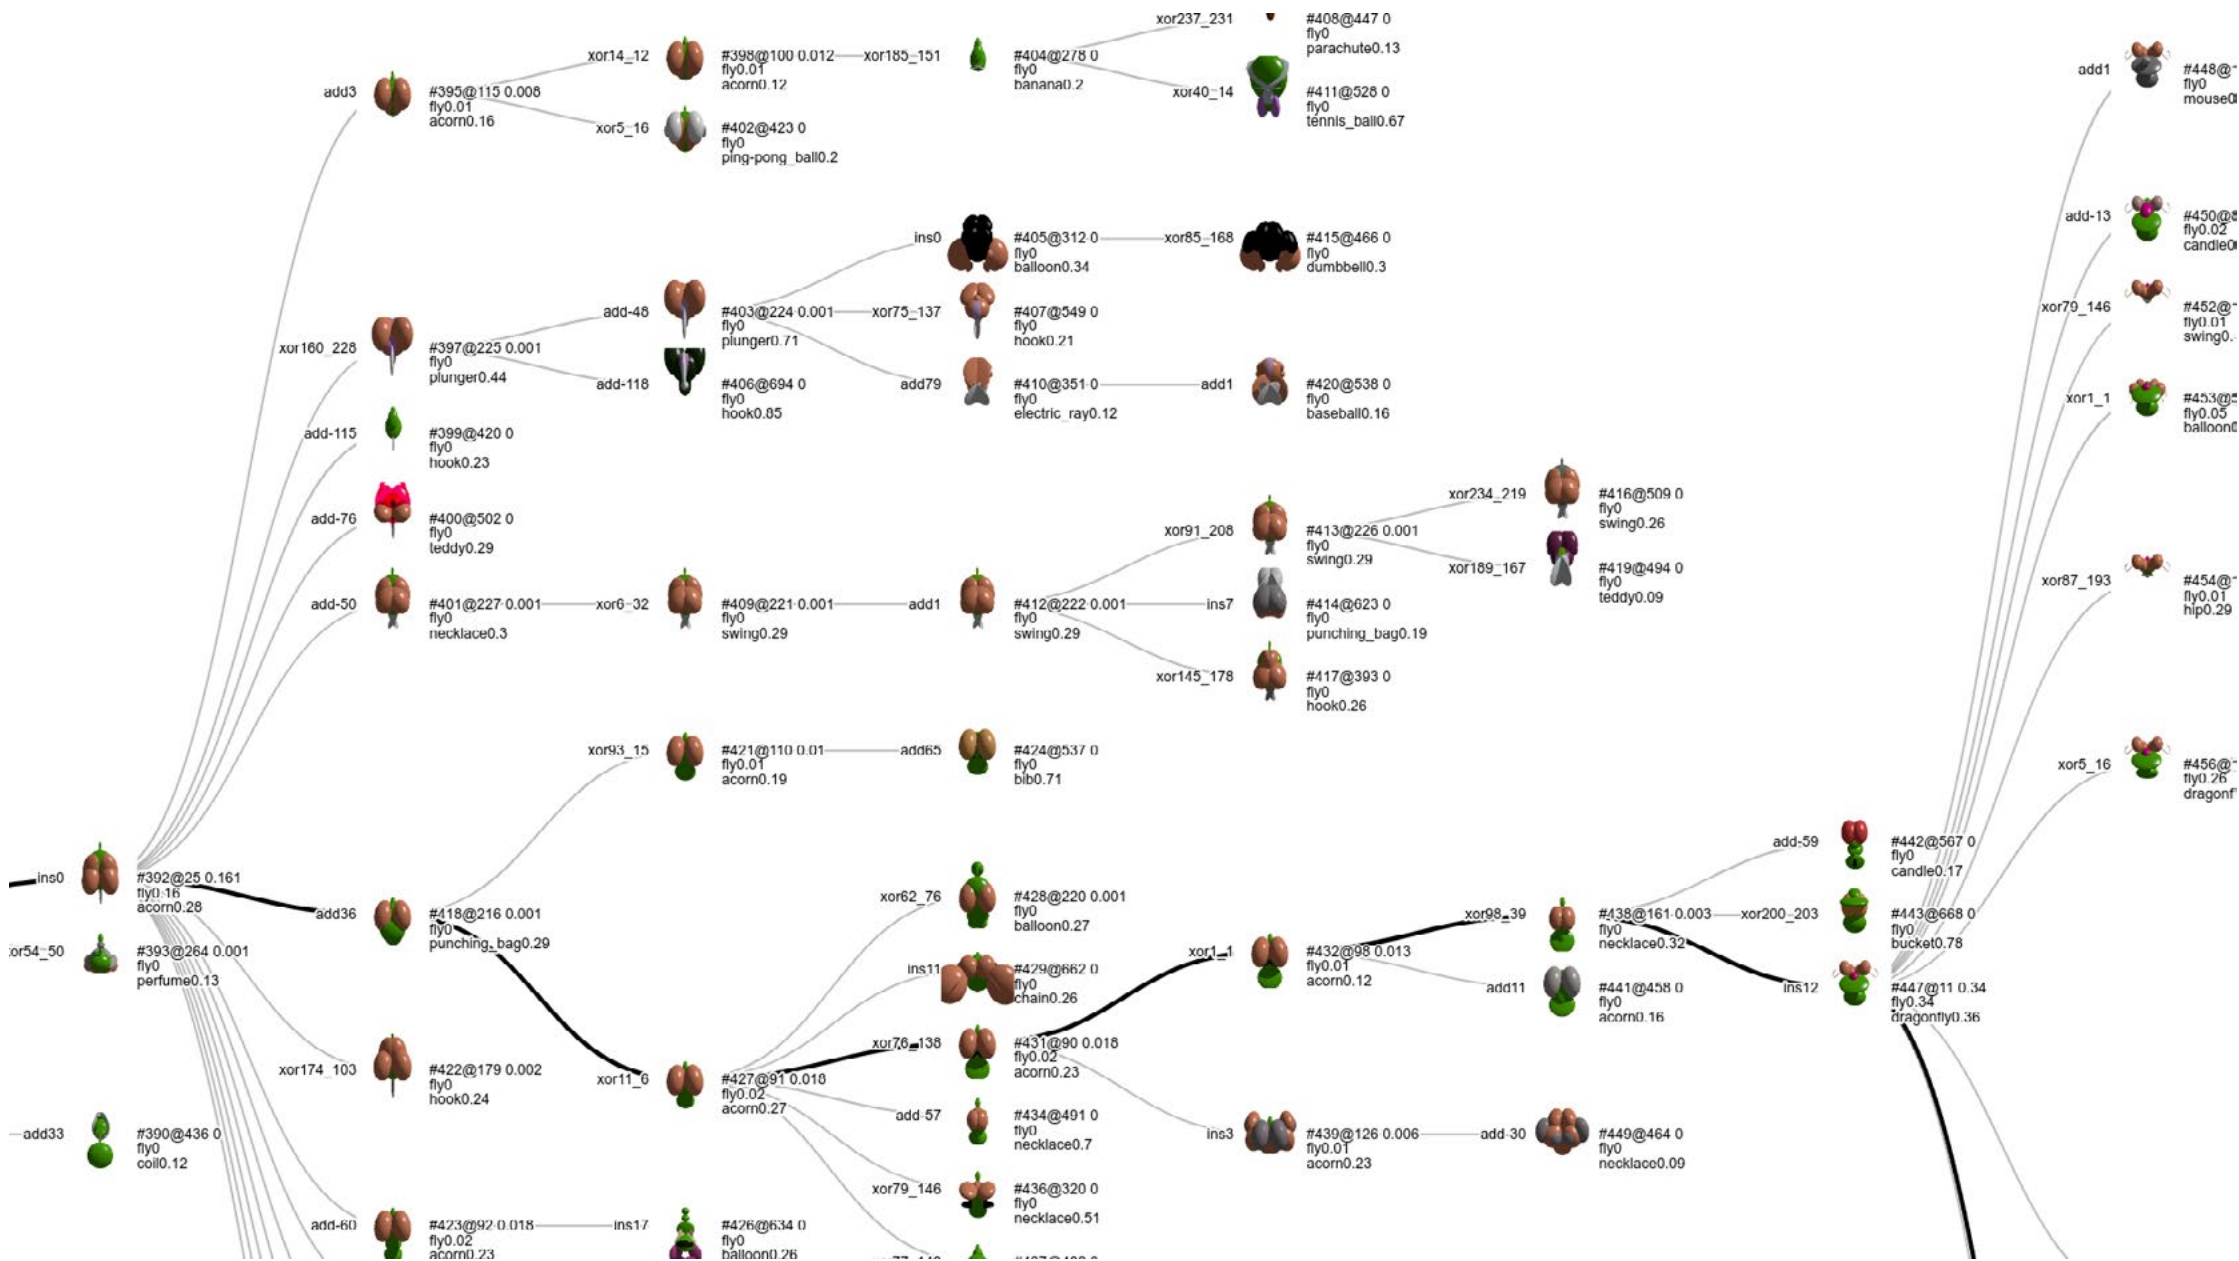 xor237_231
#408@447 0
fly0
parachute0.13
xor14_12
#398@100 0.012
fly0.01
acorn0.12
xor185_151
#404@278 0
fly0
banana0.2
add3
#395@115 0.008
fly0.01
acorn0.16
xor40_14
#411@528 0
fly0
tennis_ball0.67
xor5_16
#402@423 0
fly0
ping-pong_ball0.2
add1
#448@
fly0
mouse0
ins0
#405@312 0
fly0
balloon0.34
xor85_168
#415@466 0
fly0
dumbbell0.3
add-13
#450@
fly0.02
candle0
add-48
#403@224 0.001
fly0
plunger0.71
xor75_137
#407@549 0
fly0
hook0.21
xor79_146
#452@
fly0.01
swing0.
xor160_228
#397@225 0.001
fly0
plunger0.44
add-118
#406@694 0
fly0
hook0.85
add79
#410@351 0
fly0
electric_ray0.12
add1
#420@538 0
fly0
baseball0.16
xor1_1
#453@5
fly0.05
balloon0
add-115
#399@420 0
fly0
hook0.23
add-76
#400@502 0
fly0
teddy0.29
xor234_219
#416@509 0
fly0
swing0.26
xor91_208
#413@226 0.001
fly0
swing0.29
xor189_167
#419@494 0
fly0
teddy0.09
xor87_193
#454@
fly0.01
hip0.29
add-50
#401@227 0.001
fly0
necklace0.3
xor6_32
#409@221 0.001
fly0
swing0.29
add1
#412@222 0.001
fly0
swing0.29
ins7
#414@623 0
fly0
punching_bag0.19
xor145_178
#417@393 0
fly0
hook0.26
xor93_15
#421@110 0.01
fly0.01
acorn0.19
add65
#424@537 0
fly0
bib0.71
xor5_16
#456@
fly0.26
dragonf
add-59
#442@567 0
fly0
candle0.17
ins0
#392@25 0.161
fly0.16
acorn0.28
xor62_76
#428@220 0.001
fly0
balloon0.27
add36
#418@216 0.001
fly0
punching_bag0.29
xor98_39
#438@161 0.003
fly0
necklace0.32
xor200_203
#443@668 0
fly0
bucket0.78
or54_50
#393@264 0.001
fly0
perfume0.13
xor1_1
#432@98 0.013
fly0.01
acorn0.12
ins11
#429@662 0
fly0
chain0.26
add11
#441@458 0
fly0
acorn0.16
ins12
#447@11 0.34
fly0.34
dragonfly0.36
xor76_138
#431@90 0.018
fly0.02
acorn0.23
xor174_103
#422@179 0.002
fly0
hook0.24
xor11_6
#427@91 0.018
fly0.02
acorn0.27
add-57
#434@491 0
fly0
necklace0.7
add33
#390@436 0
fly0
coil0.12
ins3
#439@126 0.006
fly0.01
acorn0.23
add-30
#449@464 0
fly0
necklace0.09
xor79_146
#436@320 0
fly0
necklace0.51
add-60
#423@92 0.018
fly0.02
acorn0.23
ins17
#426@634 0
fly0
balloon0.26